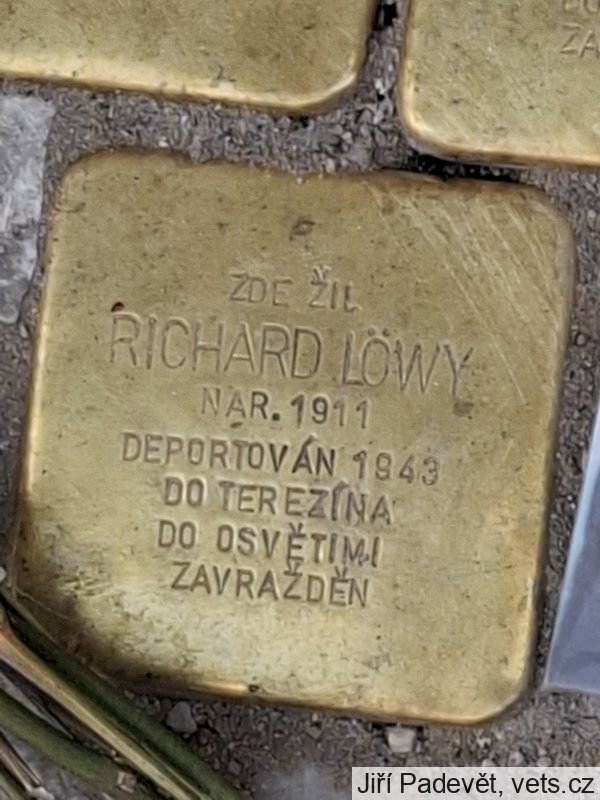 ZDE ŽIL
RICHARD LÖWY
NAR. 1911
DEPORTOVÁN 1943
DO TEREZÍNA
DO OSVĚTIMI
ZAVRAŽDĚN
Jiří Padevět, vets.cz